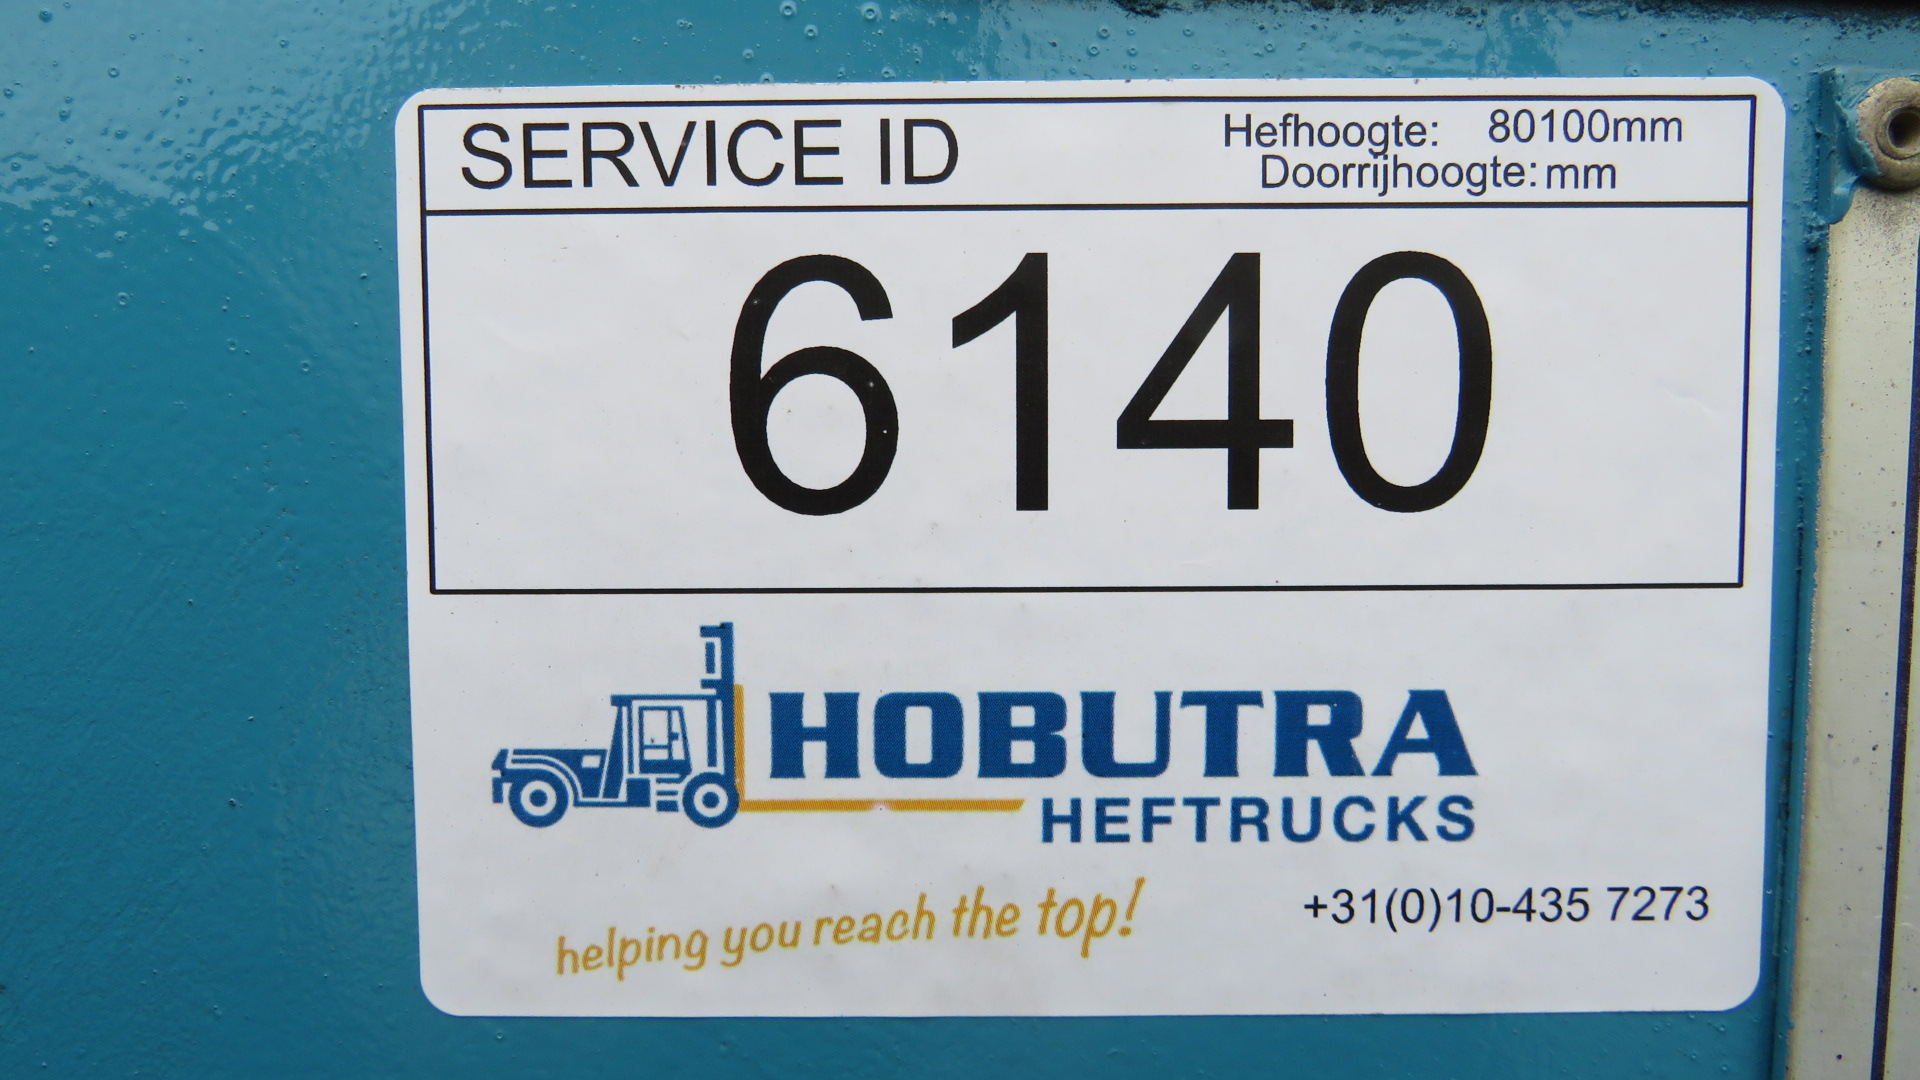 SERVICE ID
Hefhoogte: 80100mm
Doorrijhoogte: mm
6140
HOBUTRA
HEFTRUCKS
helping you reach the top!
+31(0)10-435 7273